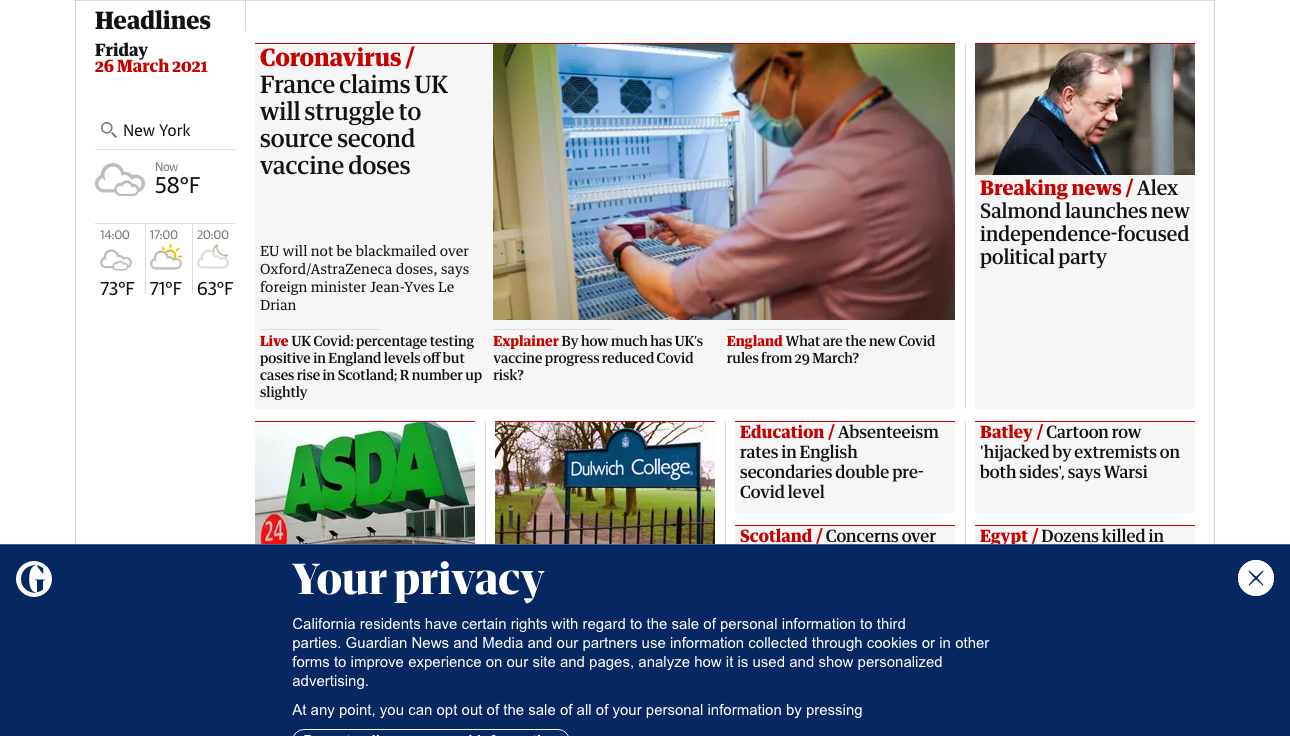 Headlines
Friday
26 March 2021
New York
Now
58°F
14:00
17:00
20:00
73°F
71°F
63°F
Coronavirus /
France claims UK
will struggle to
source second
vaccine doses
EU will not be blackmailed over
Oxford/AstraZeneca doses, says
foreign minister Jean-Yves Le
Drian
Live UK Covid: percentage testing
positive in England levels off but
cases rise in Scotland; R number up
slightly
Explainer By how much has UK's
vaccine progress reduced Covid
risk?
England What are the new Covid
rules from 29 March?
Breaking news / Alex
Salmond launches new
independence-focused
political party
ASDA
24
Dulwich College
Education / Absenteeism
rates in English
secondaries double pre-
Covid level
Batley / Cartoon row
'hijacked by extremists on
both sides', says Warsi
Scotland / Concerns over
Egypt / Dozens killed in
Your privacy
California residents have certain rights with regard to the sale of personal information to third
parties. Guardian News and Media and our partners use information collected through cookies or in other
forms to improve experience on our site and pages, analyze how it is used and show personalized
advertising.
At any point, you can opt out of the sale of all of your personal information by pressing